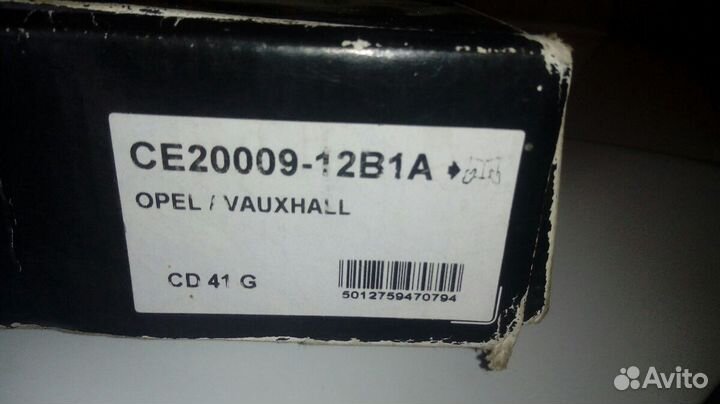 CE20009-12B1A
OPEL / VAUXHALL
CD 41 G
5012759470794
Avito